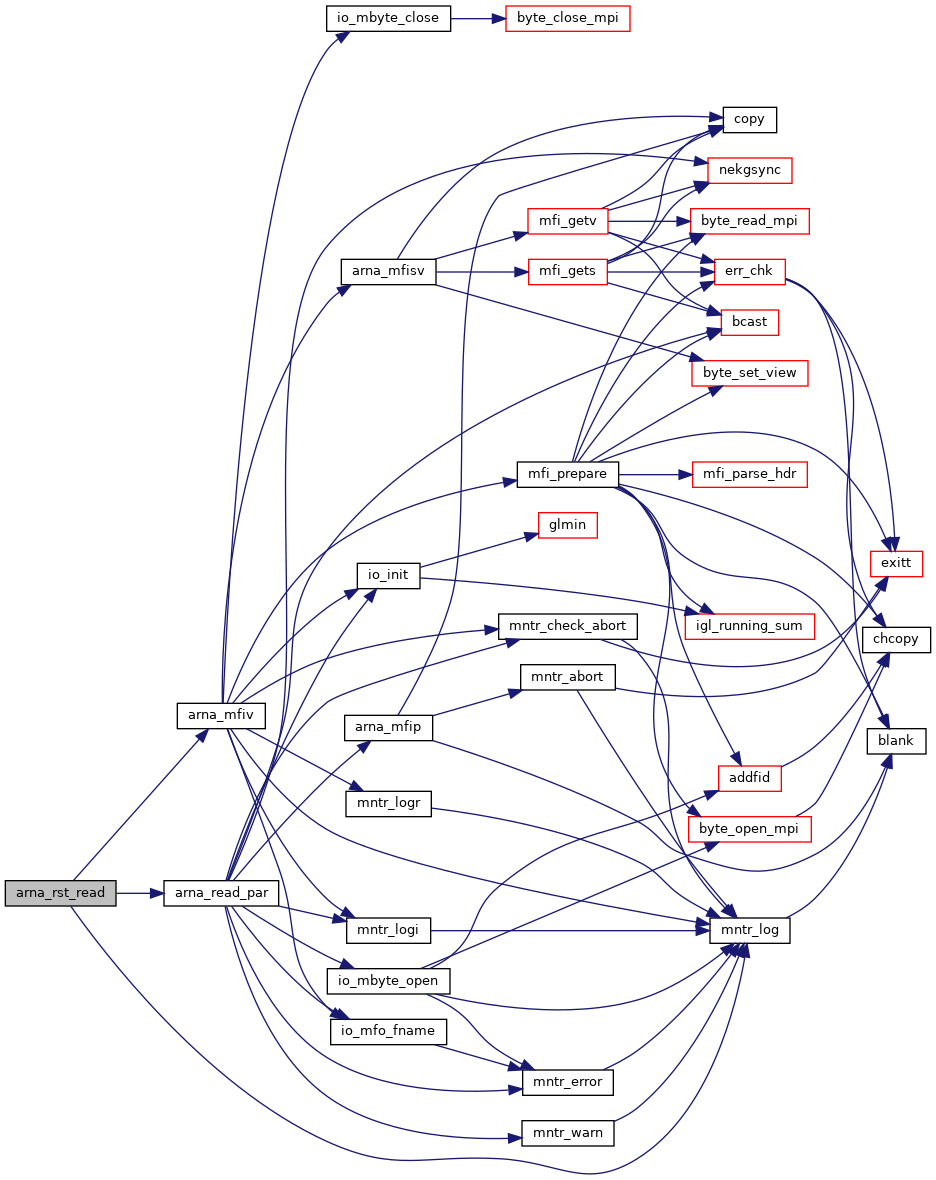 io_mbyte_close
byte_close_mpi
copy
nekgsync
mfi_getv
byte_read_mpi
arna_mfisv
mfi_gets
err_chk
bcast
byte_set_view
mfi_prepare
mfi_parse_hdr
glmin
exitt
io_init
mntr_check_abort
igl_running_sum
chcopy
mntr_abort
arna_mfiv
arna_mfip
blank
addfid
mntr_logr
byte_open_mpi
arna_rst_read
arna_read_par
mntr_logi
mntr_log
io_mbyte_open
io_mfo_fname
mntr_error
mntr_warn